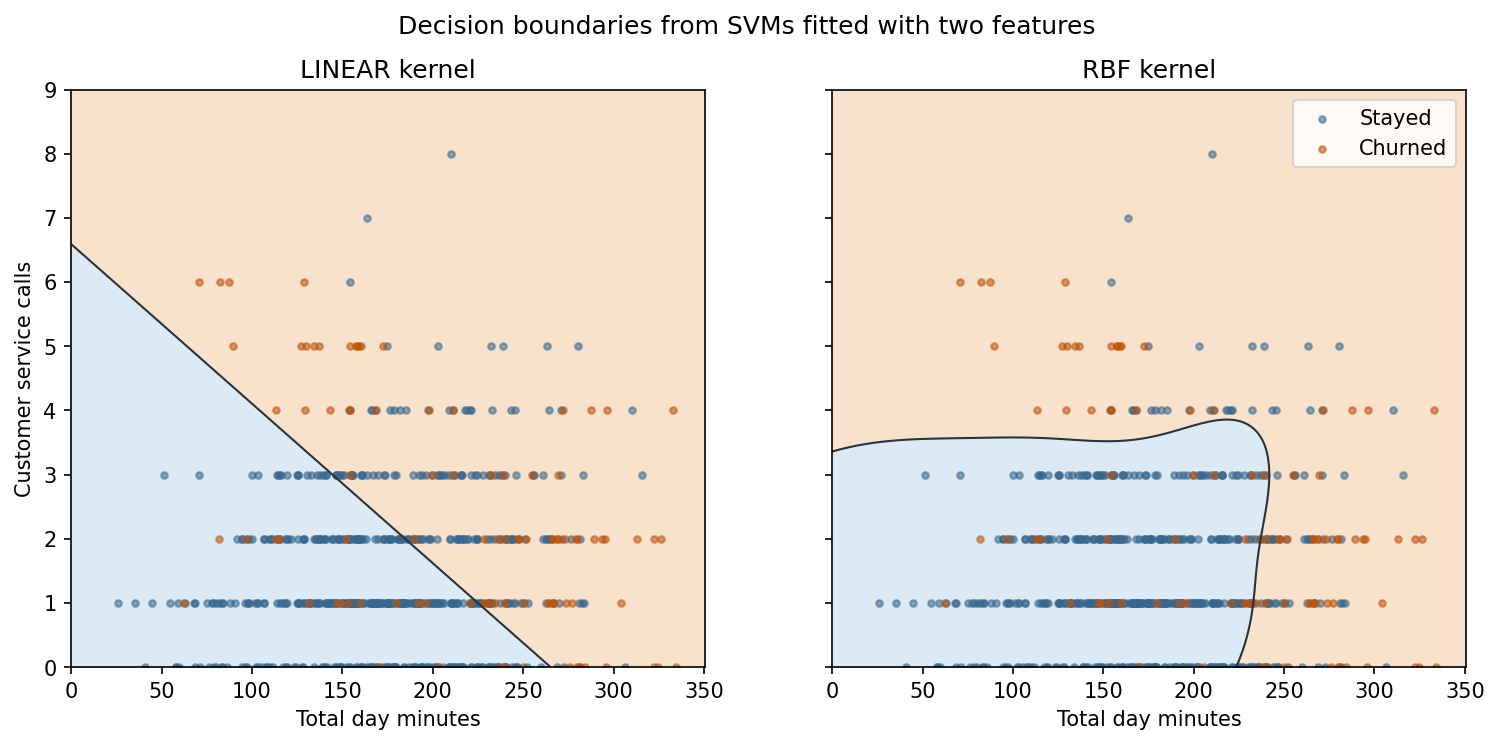 Decision boundaries from SVMs fitted with two features
LINEAR kernel
Customer service calls
9
8
7
6
5
4
3
2
1
0
0 50 100 150 200 250 300 350
Total day minutes
RBF kernel
Stayed
Churned
0 50 100 150 200 250 300 350
Total day minutes